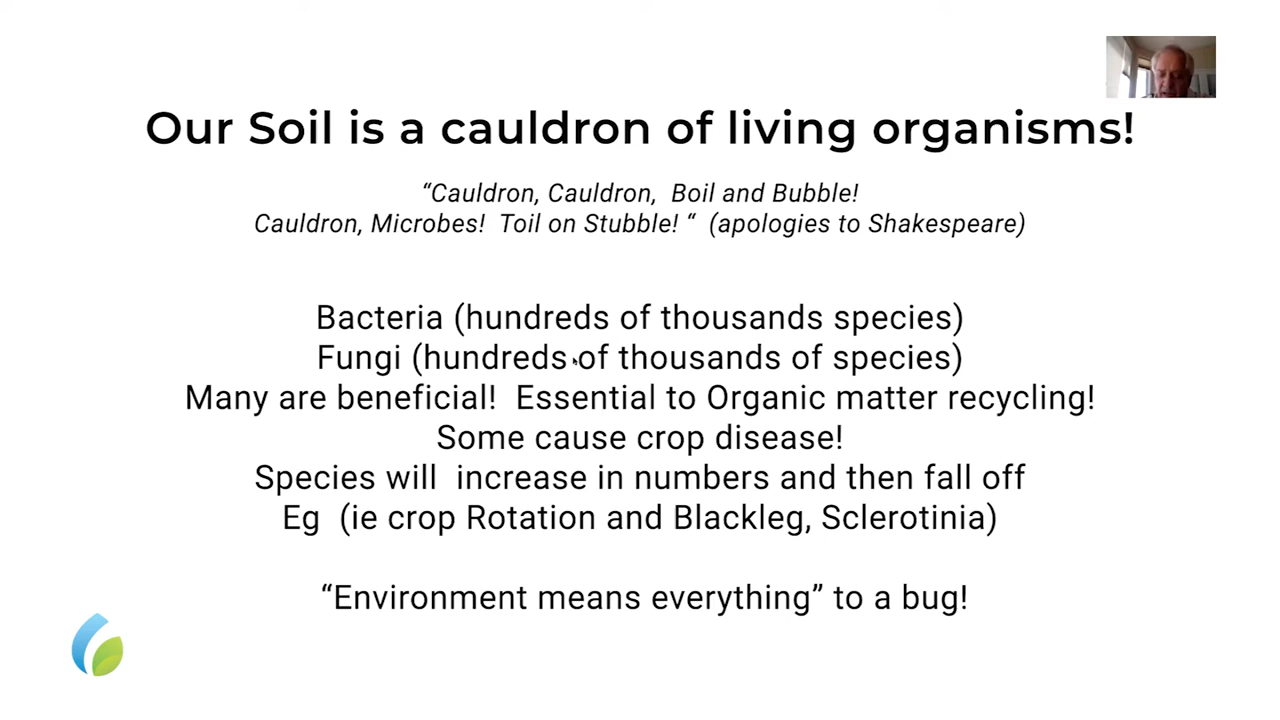 Our Soil is a cauldron of living organisms!
“Cauldron, Cauldron,  Boil and Bubble!
Cauldron, Microbes!  Toil on Stubble! “  (apologies to Shakespeare)
Bacteria (hundreds of thousands species)
Fungi (hundreds of thousands of species)
Many are beneficial!  Essential to Organic matter recycling!
Some cause crop disease!
Species will  increase in numbers and then fall off
Eg  (ie crop Rotation and Blackleg, Sclerotinia)
“Environment means everything” to a bug!